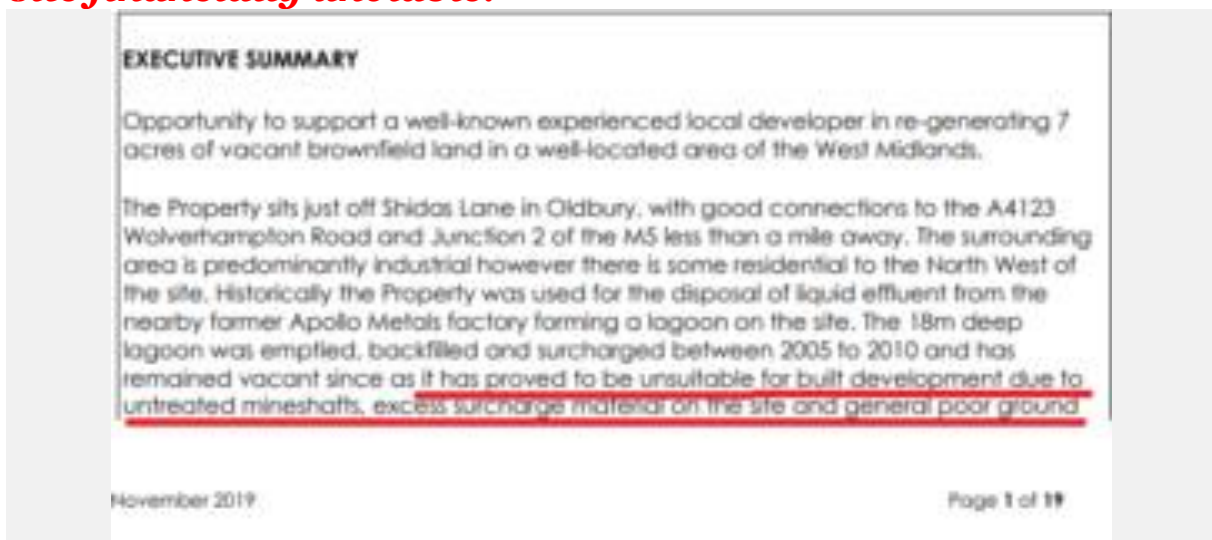 EXECUTIVE SUMMARY
Opportunity to support a well-known experienced local developer in re-generating 7
acres of vacant brownfield land in a well-located area of the West Midlands.
The Property sits just off Shidas Lane in Oldbury, with good connections to the A4123
Wolverhampton Road and Junction 2 of the M5 less than a mile away. The surrounding
area is predominantly industrial however there is some residential to the North West of
the site. Historically the Property was used for the disposal of liquid effluent from the
nearby former Apollo Metals factory forming a lagoon on the site. The 18m deep
lagoon was emptied, backfilled and surcharged between 2005 to 2010 and has
remained vacant since as it has proved to be unsuitable for built development due to
untreated mineshafts, excess surcharge material on the site and general poor ground
November 2019
Page 1 of 19